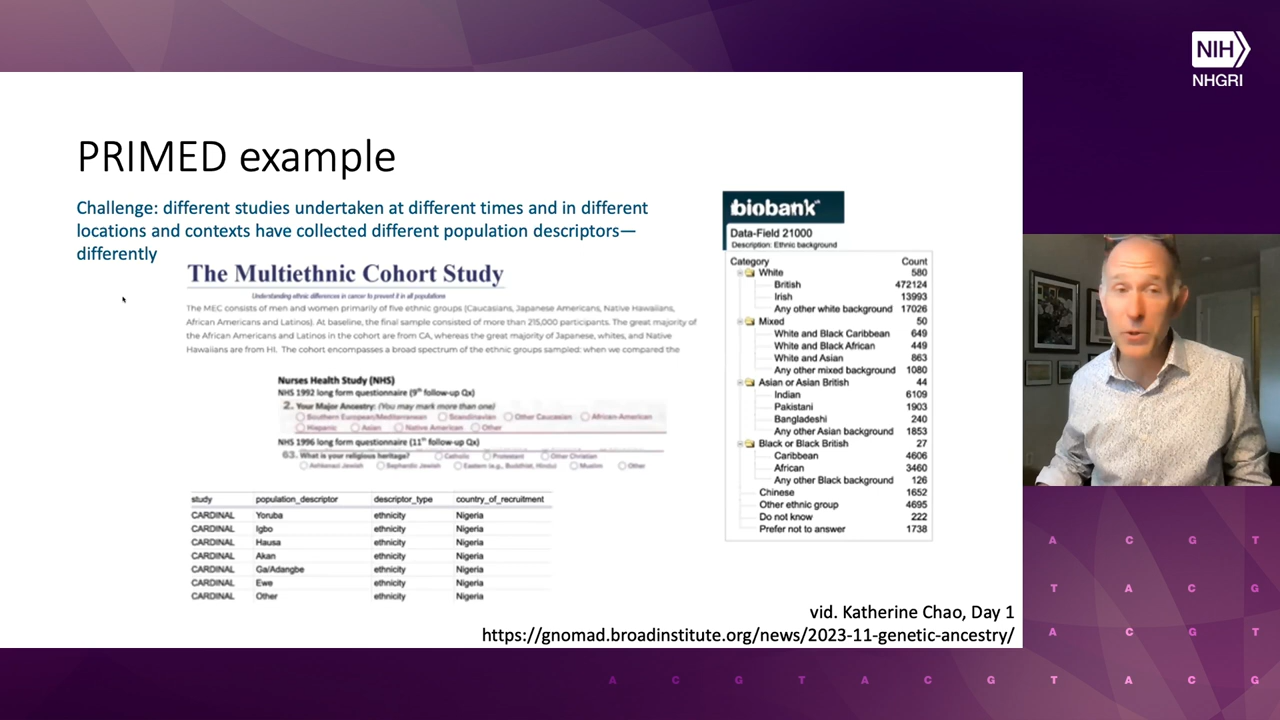 NIH
NHGRI
PRIMED example
Challenge: different studies undertaken at different times and in different
locations and contexts have collected different population descriptors—
differently
The Multiethnic Cohort Study
Understanding ethnic differences in cancer to prevent it in all populations
The MEC consists of men and women primarily of five ethnic groups (Caucasians, Japanese Americans, Native Hawaiians,
African Americans and Latinos). At baseline, the final sample consisted of more than 215,000 participants. The great majority of
the African Americans and Latinos in the cohort are from CA, whereas the great majority of Japanese, whites, and Native
Hawaiians are from HI. The cohort encompasses a broad spectrum of the ethnic groups sampled: when we compared the
Nurses Health Study (NHS)
NHS 1992 long form questionnaire (9th follow-up Qx)
2. Your Major Ancestry: (You may mark more than one)
Southern European/Mediterranean Scandinavian Other Caucasian African-American
Hispanic Asian Native American Other
NHS 1996 long form questionnaire (11th follow-up Qx)
63. What is your religious heritage? Catholic Protestant Other Christian
Ashkenazi Jewish Sephardic Jewish Eastern (e.g., Buddhist, Hindu) Muslim Other
study population_descriptor descriptor_type country_of_recruitment
CARDINAL Yoruba ethnicity Nigeria
CARDINAL Igbo ethnicity Nigeria
CARDINAL Hausa ethnicity Nigeria
CARDINAL Akan ethnicity Nigeria
CARDINAL Ga/Adangbe ethnicity Nigeria
CARDINAL Ewe ethnicity Nigeria
CARDINAL Other ethnicity Nigeria
biobank uk
Data-Field 21000
Description: Ethnic background
Category Count
White 580
British 472124
Irish 13993
Any other white background 17026
Mixed 50
White and Black Caribbean 649
White and Black African 449
White and Asian 863
Any other mixed background 1080
Asian or Asian British 44
Indian 6109
Pakistani 1903
Bangladeshi 240
Any other Asian background 1853
Black or Black British 27
Caribbean 4606
African 3460
Any other Black background 126
Chinese 1652
Other ethnic group 4695
Do not know 222
Prefer not to answer 1738
vid. Katherine Chao, Day 1
https://gnomad.broadinstitute.org/news/2023-11-genetic-ancestry/
A C G T
T A C G
A C G T
A C G T A C G T A C G